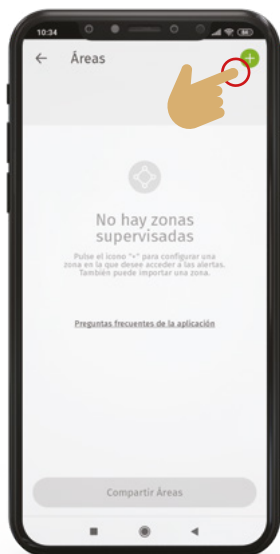 10:34
Áreas
No hay zonas
supervisadas
Pulse el icono "+" para configurar una
zona en la que desee acceder a las alertas.
También puede importar una zona.
Preguntas frecuentes de la aplicación
Compartir Áreas